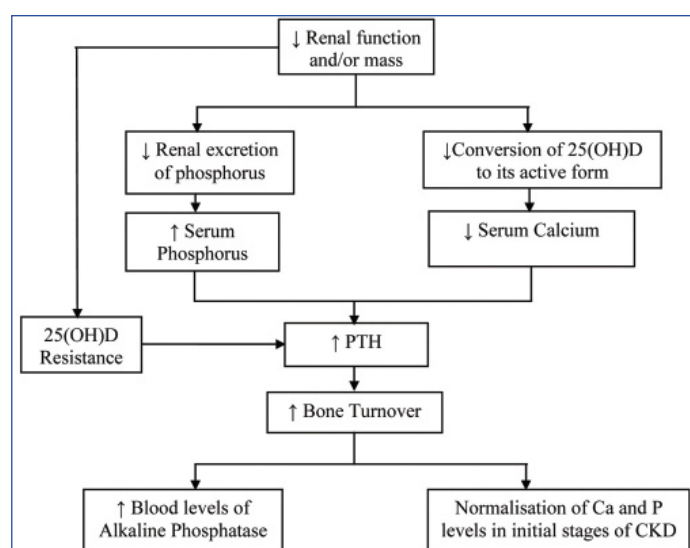 ↓ Renal function
and/or mass
↓ Renal excretion
of phosphorus
↓Conversion of 25(OH)D
to its active form
↑ Serum
Phosphorus
↓ Serum Calcium
25(OH)D
Resistance
↑ PTH
↑ Bone Turnover
↑ Blood levels of
Alkaline Phosphatase
Normalisation of Ca and P
levels in initial stages of CKD